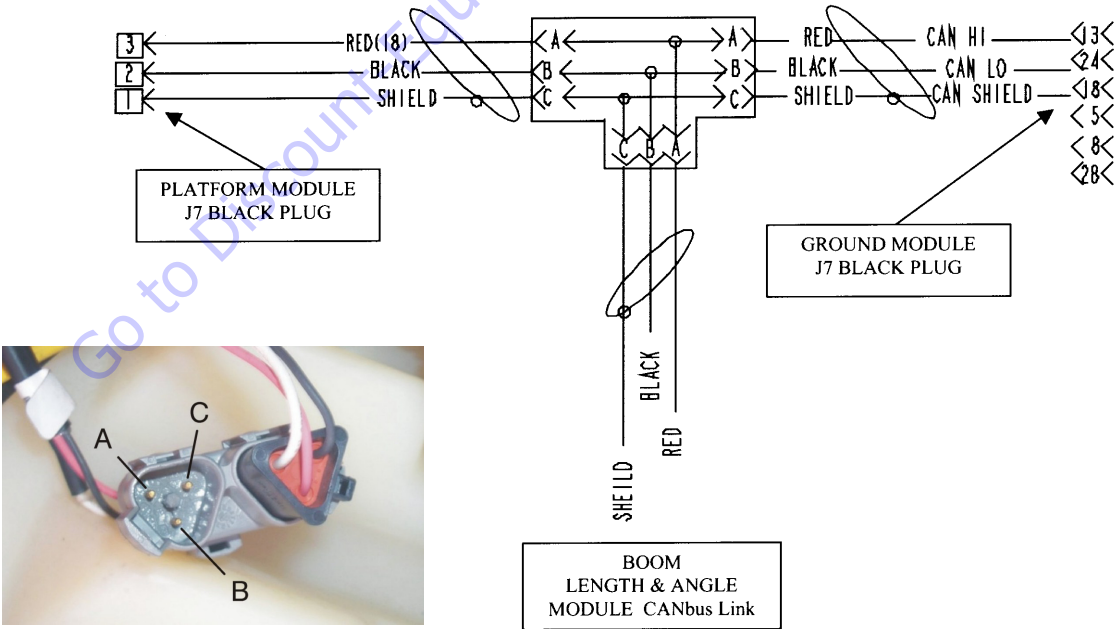 3 RED(18) A A RED CAN HI 13
2 BLACK B B BLACK CAN LO 24
1 SHIELD C C SHIELD CAN SHIELD 18
5
8
28
C B A
PLATFORM MODULE
J7 BLACK PLUG
GROUND MODULE
J7 BLACK PLUG
Go to Discount-Equ
SHEILD
BLACK
RED
A
C
B
BOOM
LENGTH & ANGLE
MODULE CANbus Link